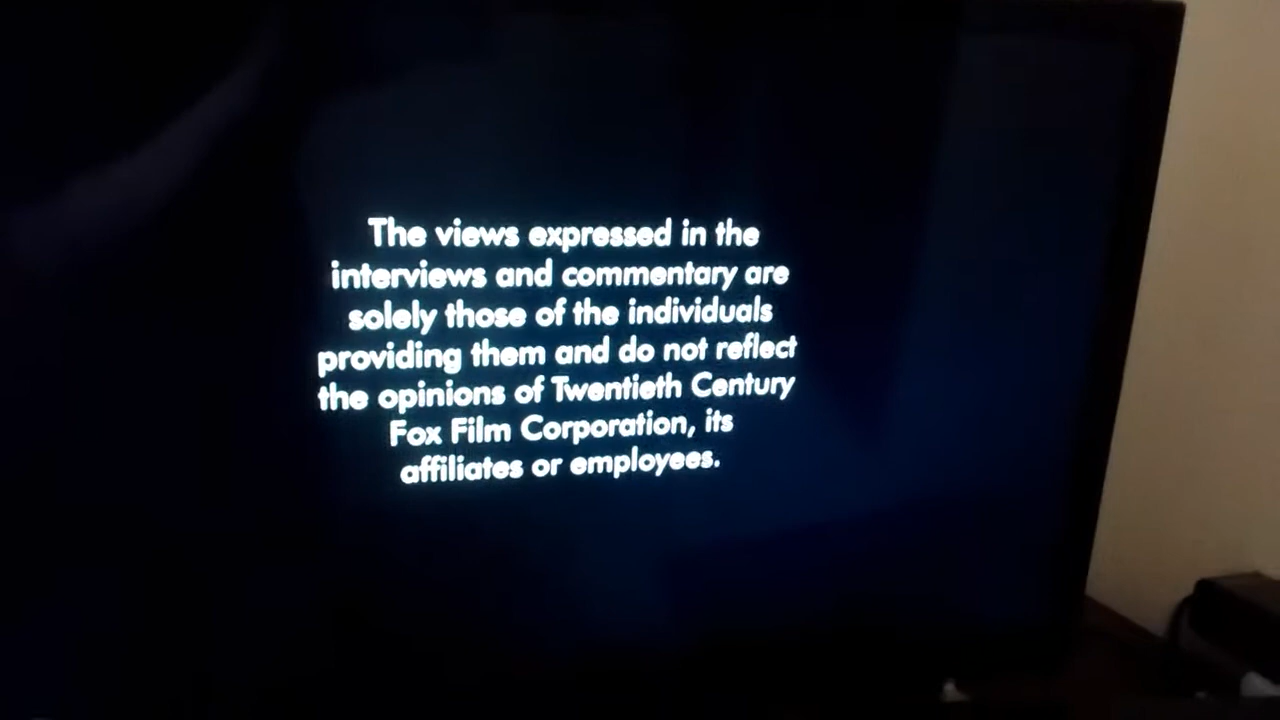 The views expressed in the
interviews and commentary are
solely those of the individuals
providing them and do not reflect
the opinions of Twentieth Century
Fox Film Corporation, its
affiliates or employees.